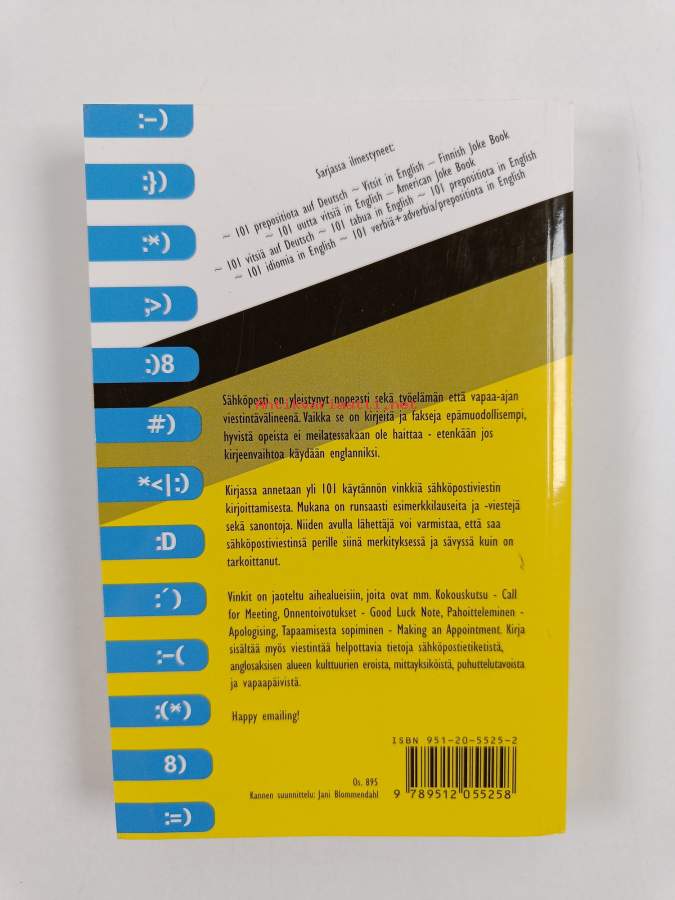 :-)
:})
:*)
,>)
:)8
#)
*<|:)
:D
:´)
:-)
:(*)
8)
:=)
Sarjassa ilmestyneet:
~ 101 prepositiota auf Deutsch ~ Vitsit in English – Finnish Joke Book
~ 101 uutta vitsiä in English – American Joke Book
~ 101 vitsiä auf Deutsch ~ 101 tabua in English ~ 101 prepositiota in English
~ 101 idiomia in English ~ 101 verbiä+adverbia/prepositiota in English
Sähköposti on yleistynyt nopeasti sekä työelämän että vapaa-ajan
Antikvariaatti.net
viestintävälineenä. Vaikka se on kirjeitä ja fakseja epämuodollisempi,
hyvistä opeista ei meilatessakaan ole haittaa - etenkään jos
kirjeenvaihtoa käydään englanniksi.
Kirjassa annetaan yli 101 käytännön vinkkiä sähköpostiviestin
kirjoittamisesta. Mukana on runsaasti esimerkkilauseita ja -viestejä
sekä sanontoja. Niiden avulla lähettäjä voi varmistaa, että saa
sähköpostiviestinsä perille siinä merkityksessä ja sävyssä kuin on
tarkoittanut.
Vinkit on jaoteltu aihealueisiin, joita ovat mm. Kokouskutsu - Call
for Meeting, Onnentoivotukset - Good Luck Note, Pahoitteleminen -
Apologising, Tapaamisesta sopiminen - Making an Appointment. Kirja
sisältää myös viestintää helpottavia tietoja sähköpostietiketistä,
anglosaksisen alueen kulttuurien eroista, mittayksiköistä, puhuttelutavoista
ja vapaapäivistä.
Happy emailing!
ISBN 951-20-5525-2
Os. 895
Kannen suunnittelu: Jani Blommendahl
9 789512 055258